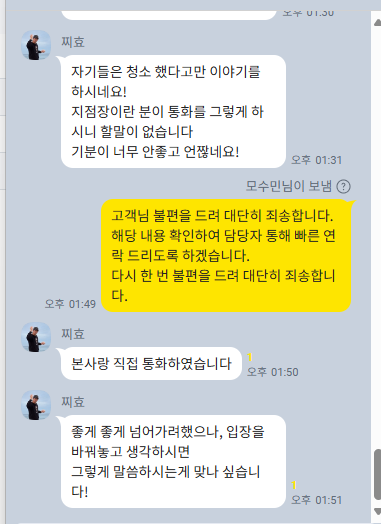 오후 01:30
찌효
자기들은 청소 했다고만 이야기를
하시네요!
지점장이란 분이 통화를 그렇게 하
시니 할말이 없습니다
기분이 너무 안좋고 언짢네요!
오후 01:31
모수민님이 보냄 ?
고객님 불편을 드려 대단히 죄송합니다.
해당 내용 확인하여 담당자 통해 빠른 연
락 드리도록 하겠습니다.
다시 한 번 불편을 드려 대단히 죄송합니
다.
오후 01:49
찌효
본사랑 직접 통화하였습니다
1
오후 01:50
찌효
좋게 좋게 넘어가려했으나, 입장을
바꿔놓고 생각하시면
그렇게 말씀하시는게 맞나 싶습니
다!
1
오후 01:51